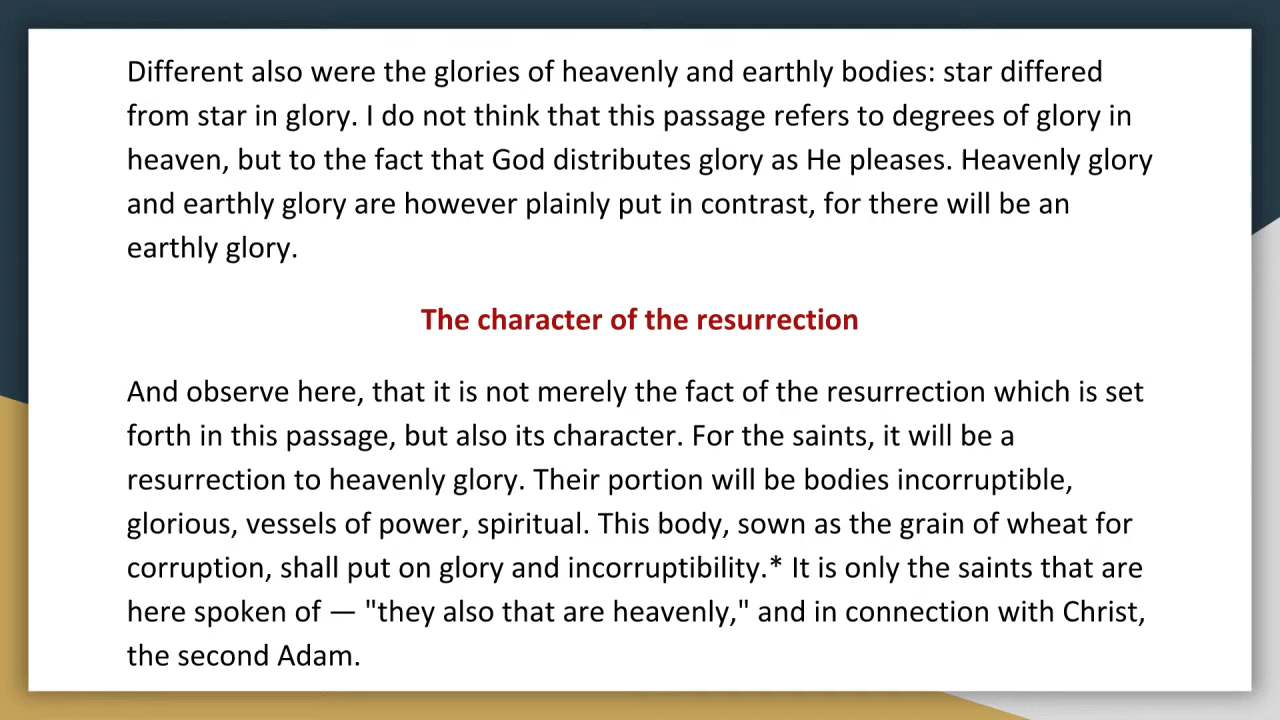 Different also were the glories of heavenly and earthly bodies: star differed
from star in glory. I do not think that this passage refers to degrees of glory in
heaven, but to the fact that God distributes glory as He pleases. Heavenly glory
and earthly glory are however plainly put in contrast, for there will be an
earthly glory.
The character of the resurrection
And observe here, that it is not merely the fact of the resurrection which is set
forth in this passage, but also its character. For the saints, it will be a
resurrection to heavenly glory. Their portion will be bodies incorruptible,
glorious, vessels of power, spiritual. This body, sown as the grain of wheat for
corruption, shall put on glory and incorruptibility.* It is only the saints that are
here spoken of — "they also that are heavenly," and in connection with Christ,
the second Adam.